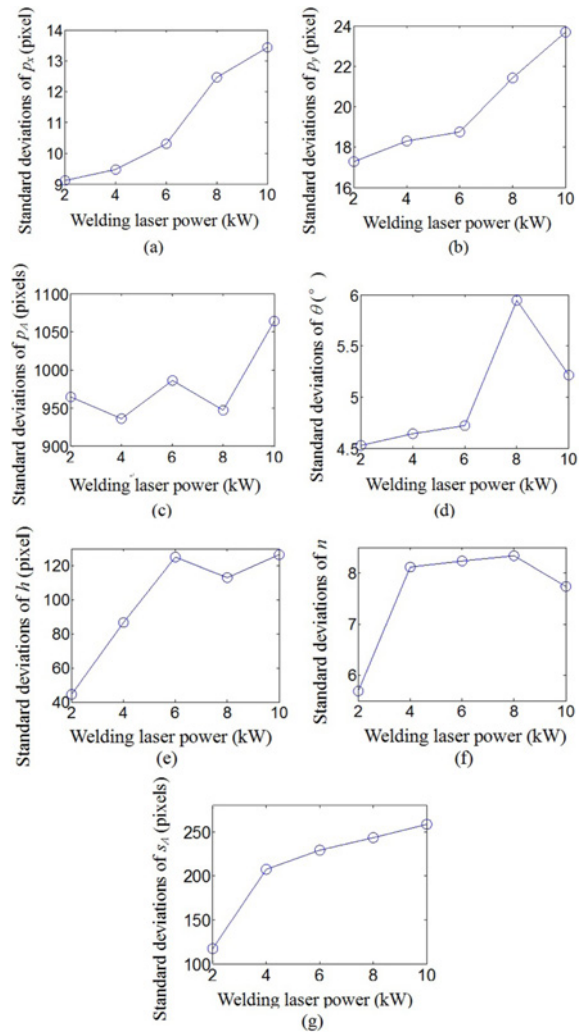 Standard deviations of pₓ (pixel)
14
13
12
11
10
9
2 4 6 8 10
Welding laser power (kW)
(a)
Standard deviations of p_y (pixel)
24
22
20
18
16
2 4 6 8 10
Welding laser power (kW)
(b)
Standard deviations of p_A (pixels)
1100
1050
1000
950
900
2 4 6 8 10
Welding laser power (kW)
(c)
Standard deviations of θ (°)
6
5.5
5
4.5
2 4 6 8 10
Welding laser power (kW)
(d)
Standard deviations of h (pixel)
120
100
80
60
40
2 4 6 8 10
Welding laser power (kW)
(e)
Standard deviations of n
8
7
6
2 4 6 8 10
Welding laser power (kW)
(f)
Standard deviations of s_A (pixels)
250
200
150
100
2 4 6 8 10
Welding laser power (kW)
(g)